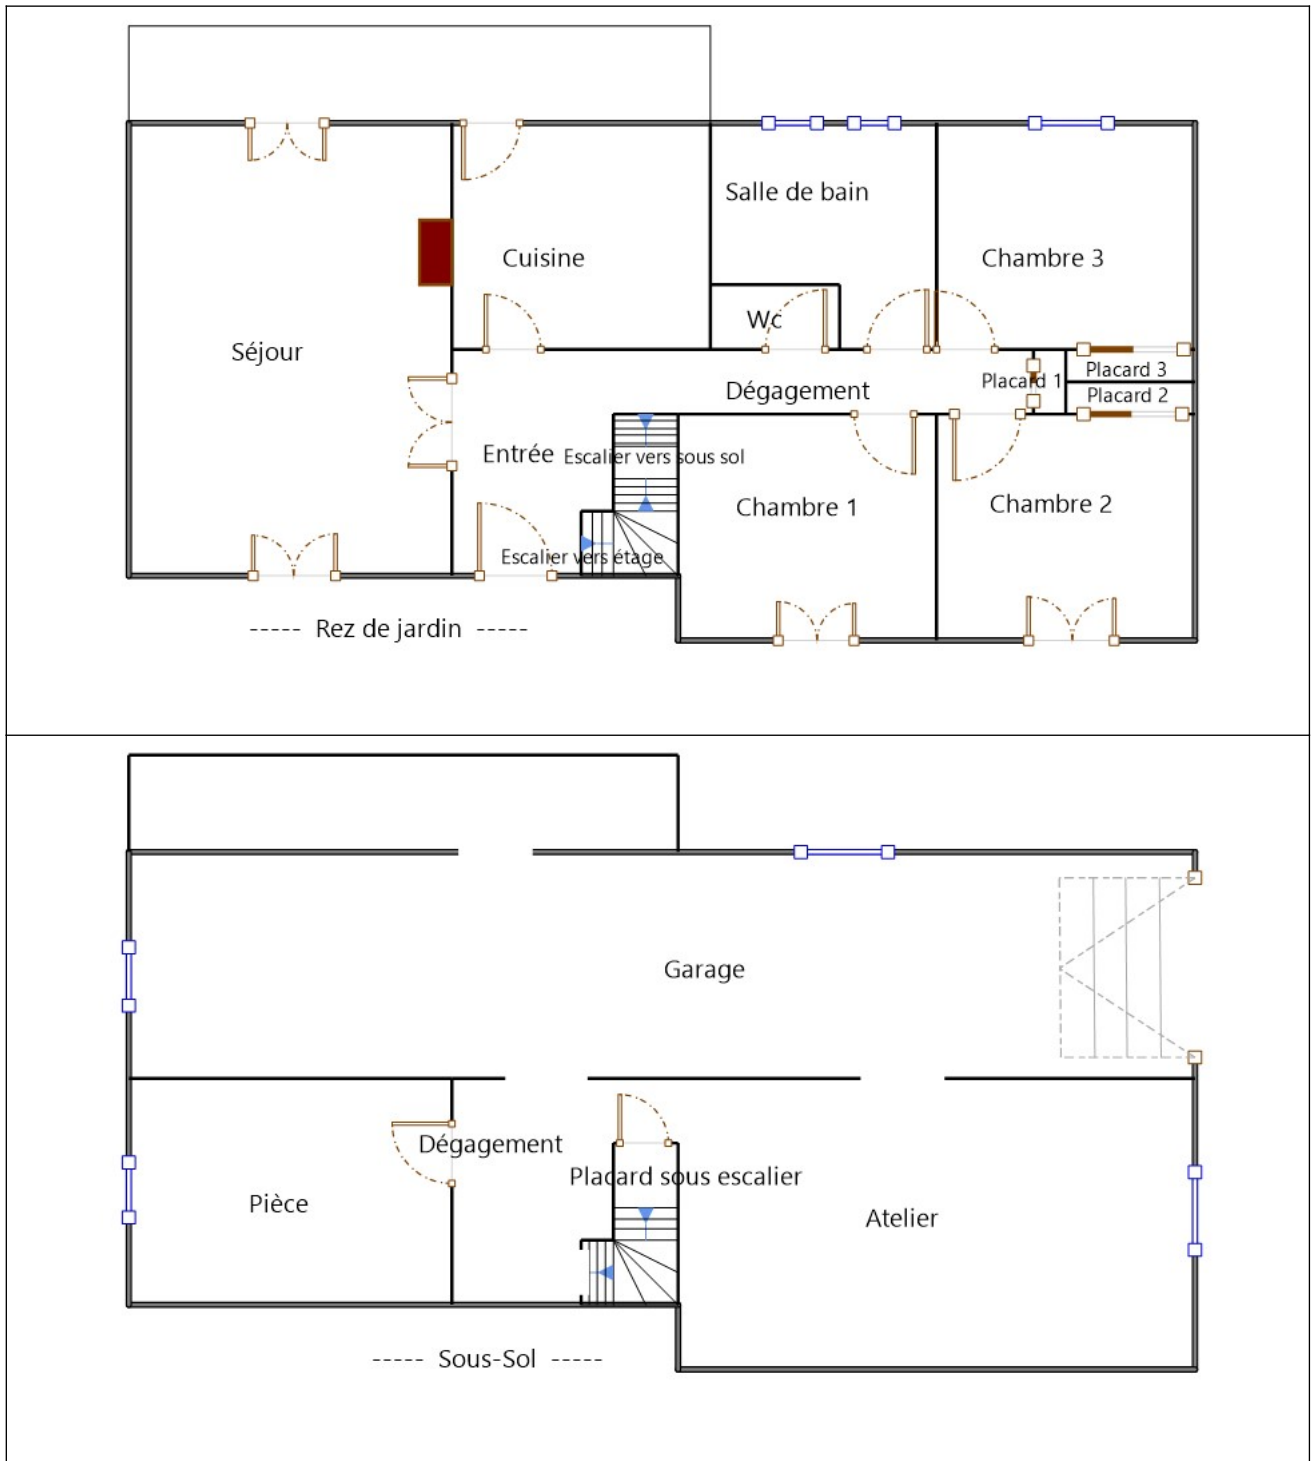 Salle de bain
Cuisine
Chambre 3
Wc
Séjour
Placard 3
Placard 1
Dégagement
Placard 2
Entrée
Escalier vers sous sol
Chambre 1
Chambre 2
Escalier vers étage
----- Rez de jardin -----
Garage
Dégagement
Placard sous escalier
Pièce
Atelier
----- Sous-Sol -----